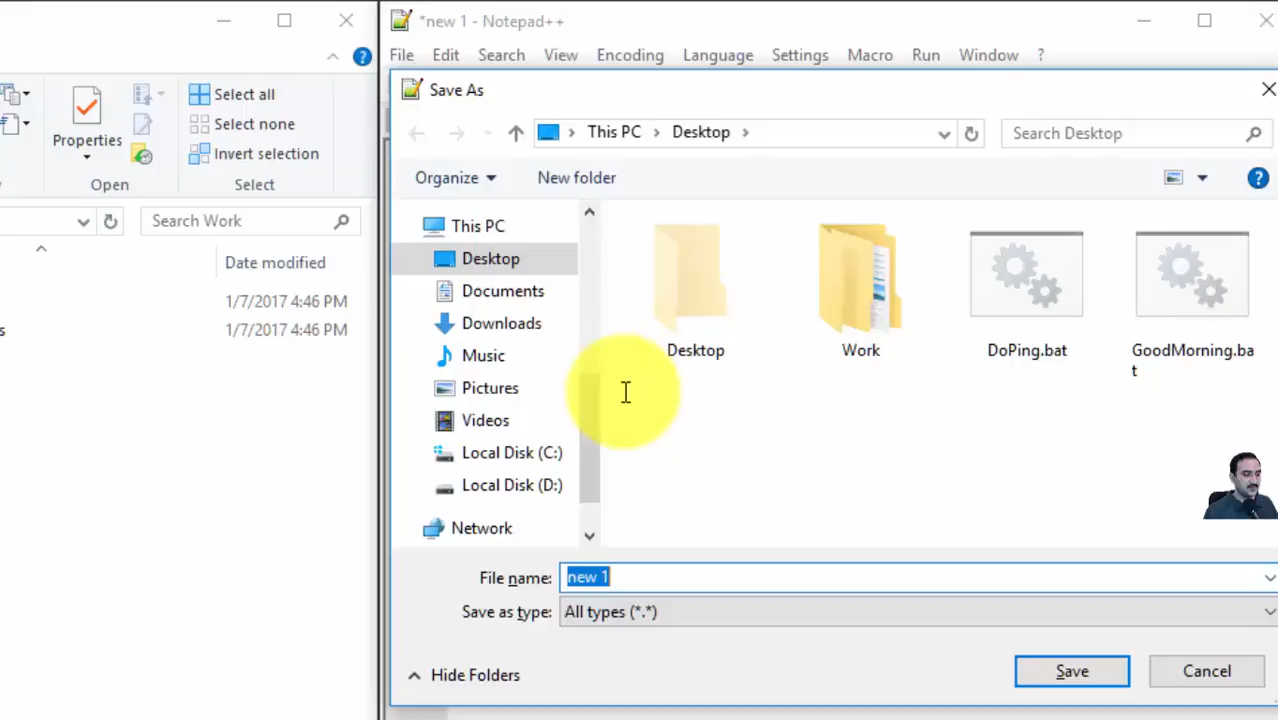 *new 1 - Notepad++
File Edit Search View Encoding Language Settings Macro Run Window ?
Properties
Open
Select all
Select none
Invert selection
Select
Search Work
Date modified
1/7/2017 4:46 PM
s 1/7/2017 4:46 PM
Save As
This PC Desktop
Search Desktop
Organize New folder
This PC
Desktop
Documents
Downloads
Music
Pictures
Videos
Local Disk (C:)
Local Disk (D:)
Network
Desktop
Work
DoPing.bat
GoodMorning.ba
t
File name: new 1
Save as type: All types (*.*)
Hide Folders
Save
Cancel